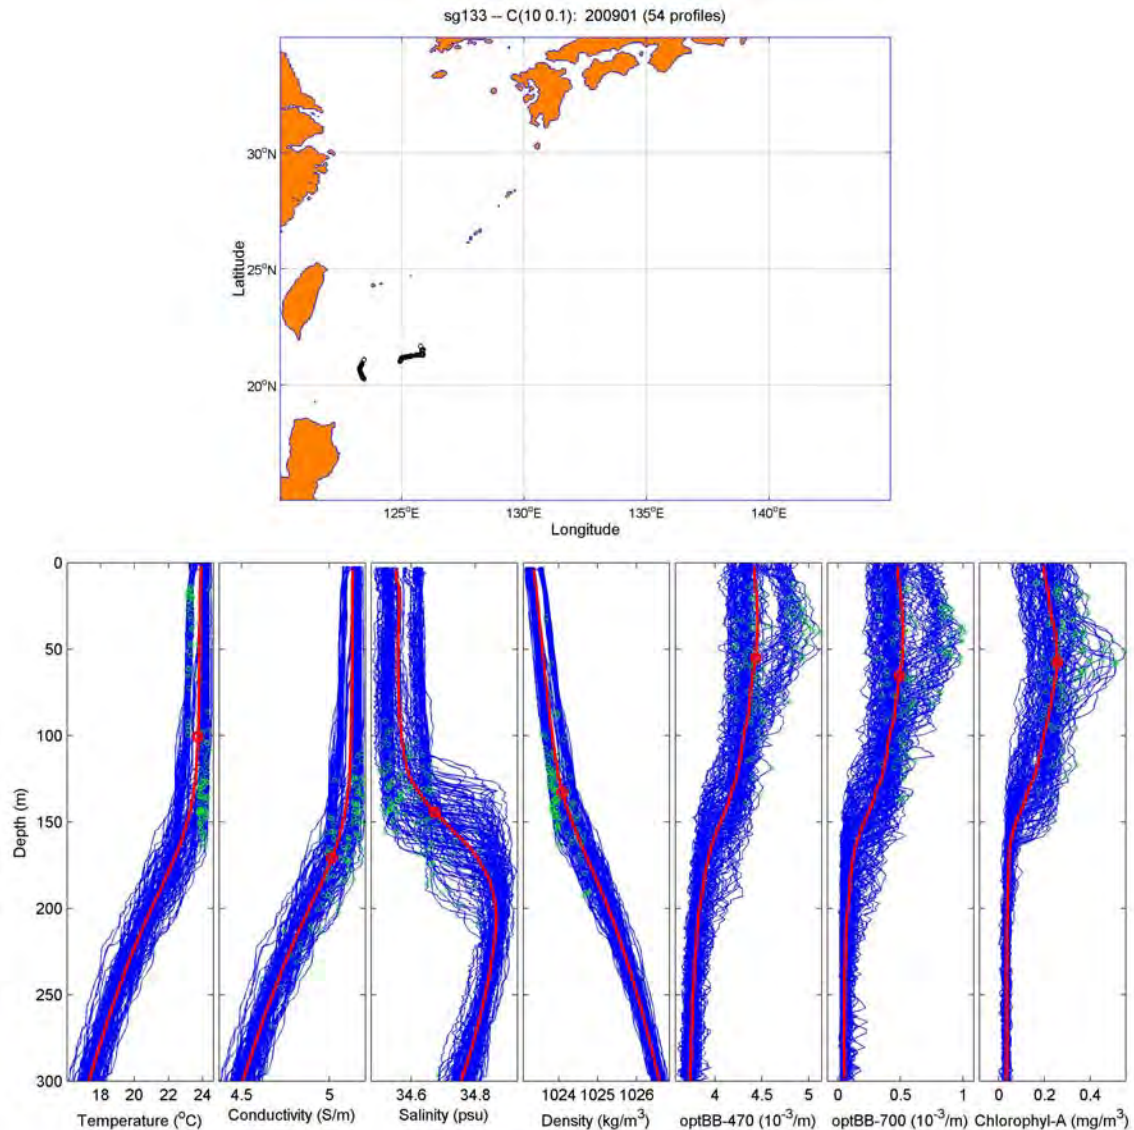 sg133 -- C(10 0.1): 200901 (54 profiles)
30°N
25°N
20°N
Latitude
125°E 130°E 135°E 140°E
Longitude
0
50
100
150
200
250
300
Depth (m)
18 20 22 24 4.5 5 34.6 34.8 1024 1025 1026 4 4.5 5 0 0.5 1 0 0.2 0.4
Temperature (°C) Conductivity (S/m) Salinity (psu) Density (kg/m³) optBB-470 (10⁻³/m) optBB-700 (10⁻³/m) Chlorophyl-A (mg/m³)